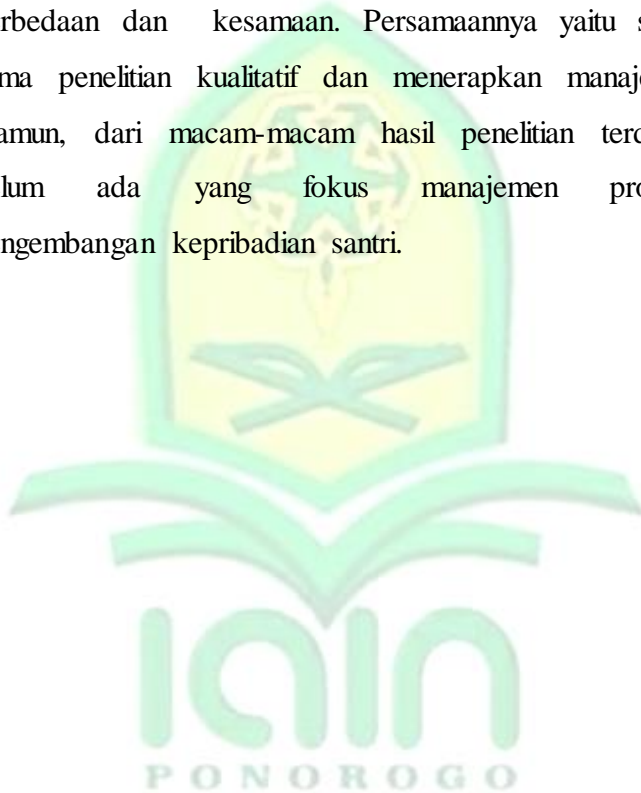 rbedaan dan kesamaan. Persamaannya yaitu s
ma penelitian kualitatif dan menerapkan manaj
amun, dari macam-macam hasil penelitian terd
lum ada yang fokus manajemen pro
ngembangan kepribadian santri.
iain
PONOROGO